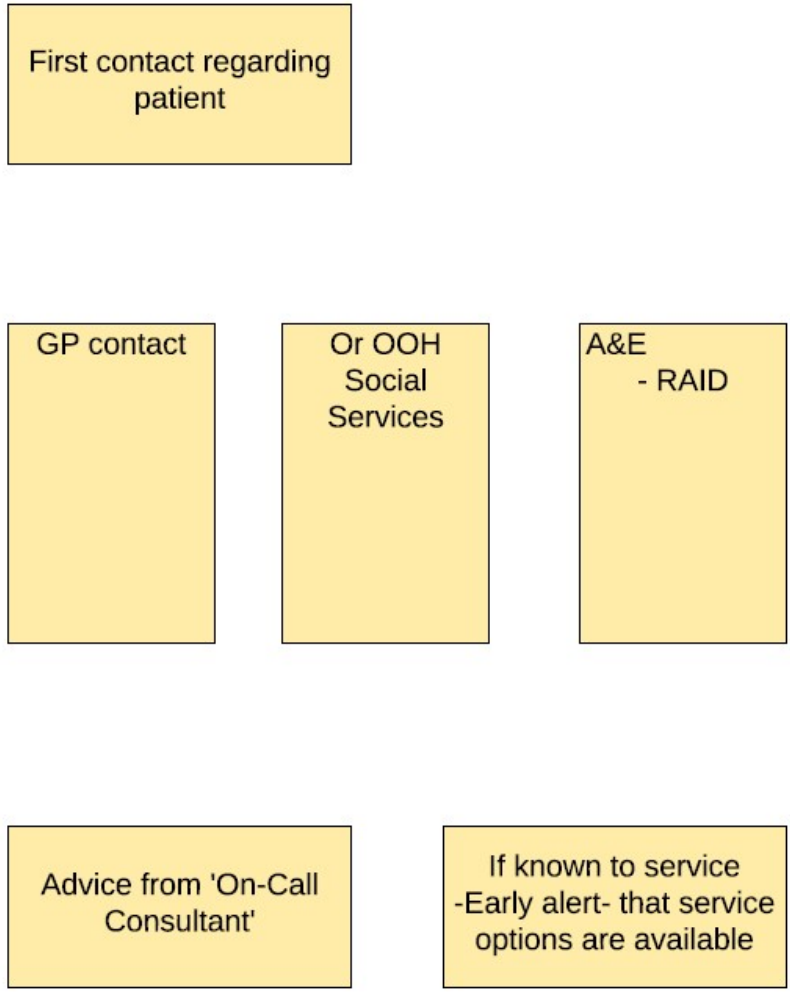 First contact regarding
patient
GP contact
Or OOH
Social
Services
A&E
- RAID
Advice from 'On-Call
Consultant'
If known to service
-Early alert- that service
options are available